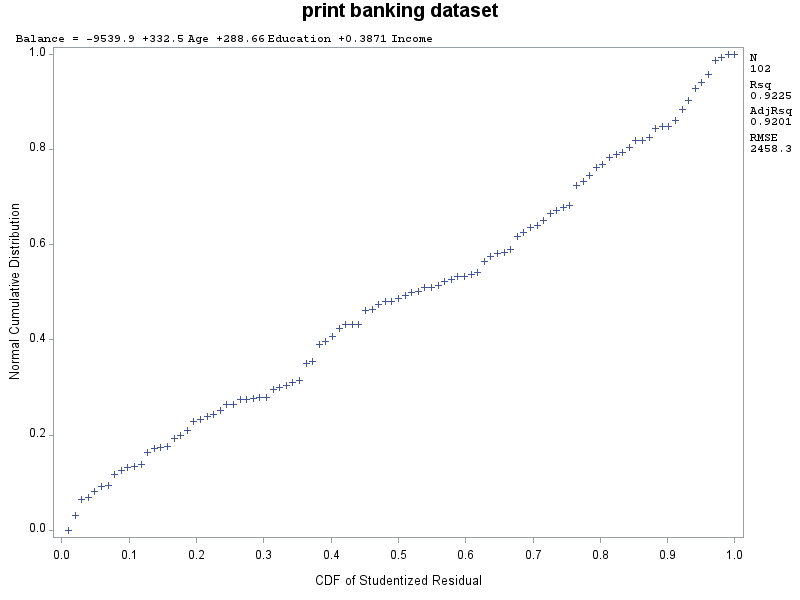 print banking dataset
Balance = -9539.9 +332.5 Age +288.66 Education +0.3871 Income
N
102
Rsq
0.9225
AdjRsq
0.9201
RMSE
2458.3
1.0
0.8
0.6
0.4
0.2
0.0
Normal Cumulative Distribution
0.0 0.1 0.2 0.3 0.4 0.5 0.6 0.7 0.8 0.9 1.0
CDF of Studentized Residual